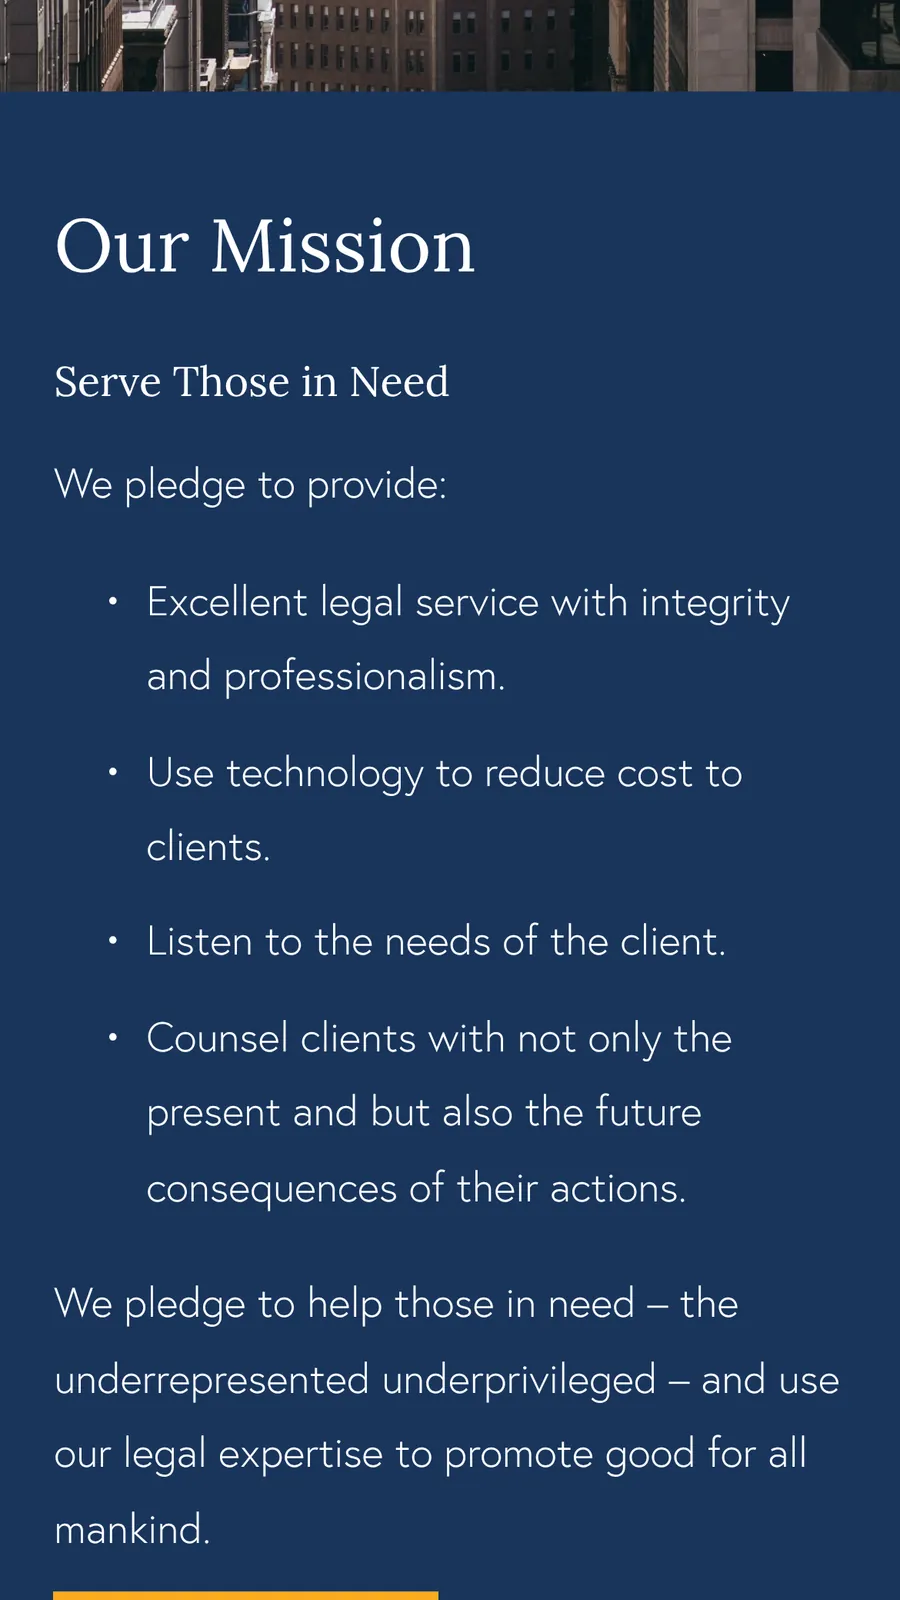 Our Mission
Serve Those in Need
We pledge to provide:
• Excellent legal service with integrity
and professionalism.
• Use technology to reduce cost to
clients.
• Listen to the needs of the client.
• Counsel clients with not only the
present and but also the future
consequences of their actions.
We pledge to help those in need – the
underrepresented underprivileged – and use
our legal expertise to promote good for all
mankind.